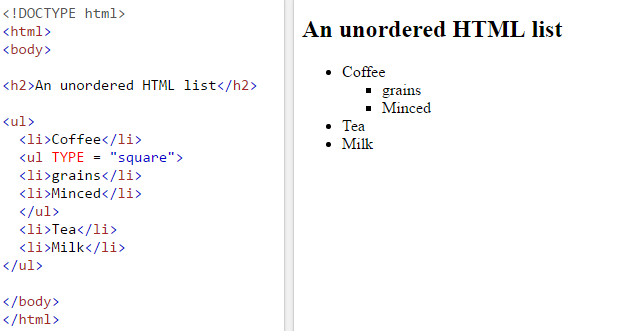 <!DOCTYPE html>
<html>
<body>
<h2>An unordered HTML list</h2>
<ul>
<li>Coffee</li>
<ul TYPE = "square">
<li>grains</li>
<li>Minced</li>
</ul>
<li>Tea</li>
<li>Milk</li>
</ul>
</body>
</html>
An unordered HTML list
Coffee
grains
Minced
Tea
Milk